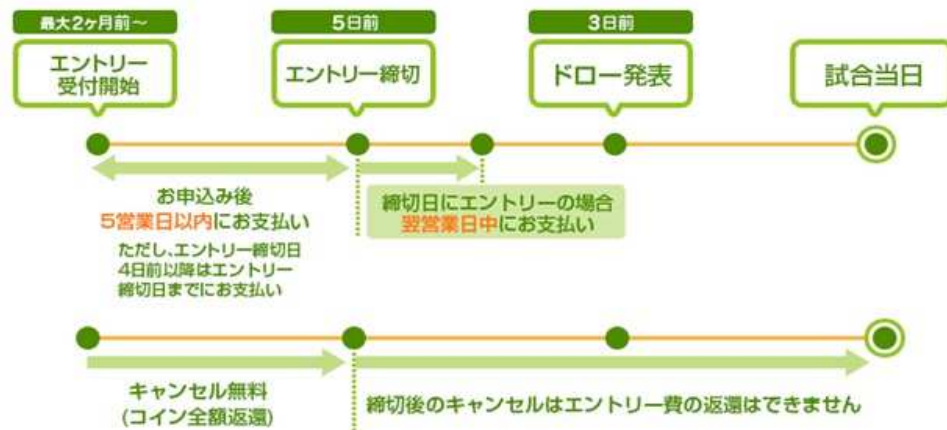 最大2ヶ月前～
5日前
3日前
エントリー
受付開始
エントリー締切
ドロー発表
試合当日
お申込み後
5営業日以内にお支払い
ただし、エントリー締切日
4日前以降はエントリー
締切日までにお支払い
締切日にエントリーの場合
翌営業日中にお支払い
キャンセル無料
(コイン全額返還)
締切後のキャンセルはエントリー費の返還はできません